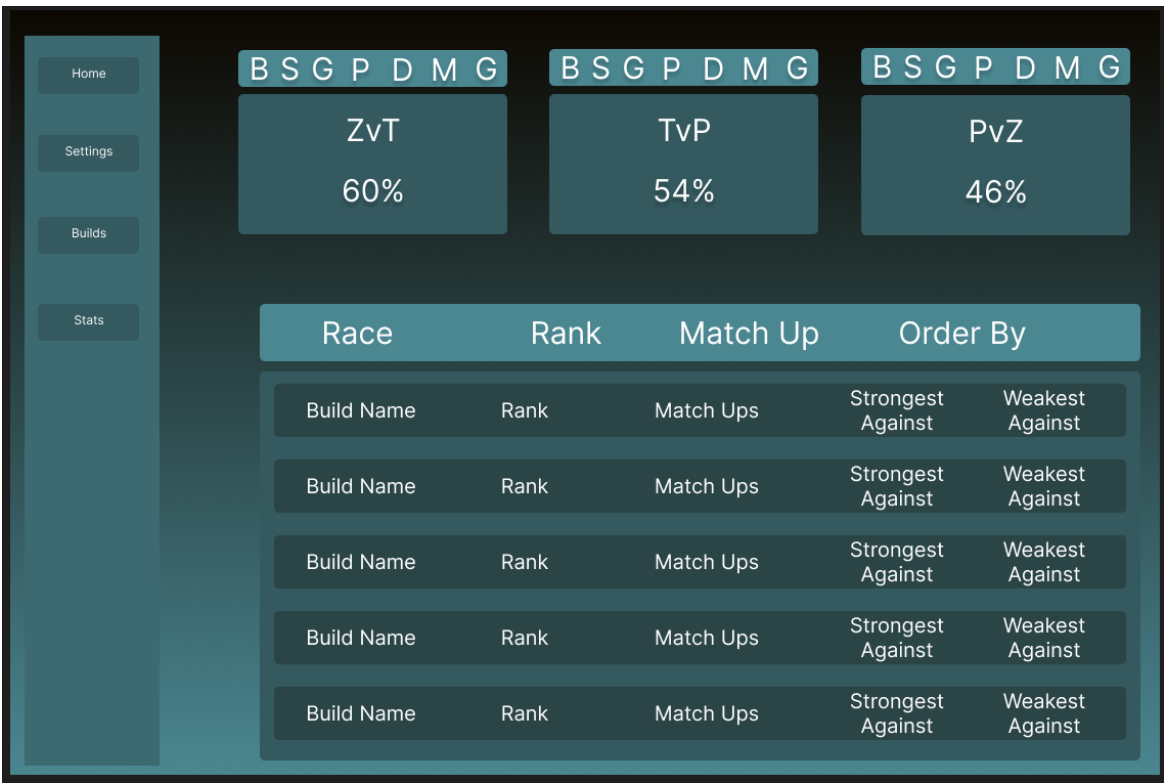 Home
Settings
Builds
Stats
B S G P D M G
ZvT
60%
B S G P D M G
TvP
54%
B S G P D M G
PvZ
46%
Race Rank Match Up Order By
Build Name Rank Match Ups Strongest Against Weakest Against
Build Name Rank Match Ups Strongest Against Weakest Against
Build Name Rank Match Ups Strongest Against Weakest Against
Build Name Rank Match Ups Strongest Against Weakest Against
Build Name Rank Match Ups Strongest Against Weakest Against